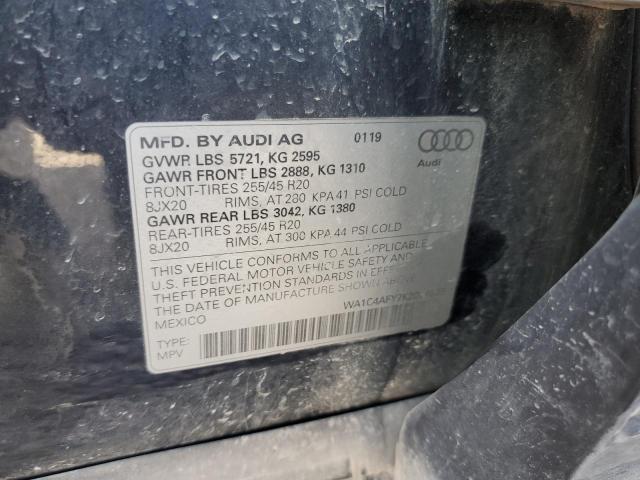 MFD. BY AUDI AG 0119
Audi
GVWR LBS 5721, KG 2595
GAWR FRONT LBS 2888, KG 1310
FRONT-TIRES 255/45 R20
8JX20 RIMS, AT 280 KPA 41 PSI COLD
GAWR REAR LBS 3042, KG 1380
REAR-TIRES 255/45 R20
8JX20 RIMS, AT 300 KPA 44 PSI COLD
THIS VEHICLE CONFORMS TO ALL APPLICABLE
U.S. FEDERAL MOTOR VEHICLE SAFETY AND
THEFT PREVENTION STANDARDS IN EFFECT
THE DATE OF MANUFACTURE SHOWN ABOVE
MEXICO
TYPE:
MPV